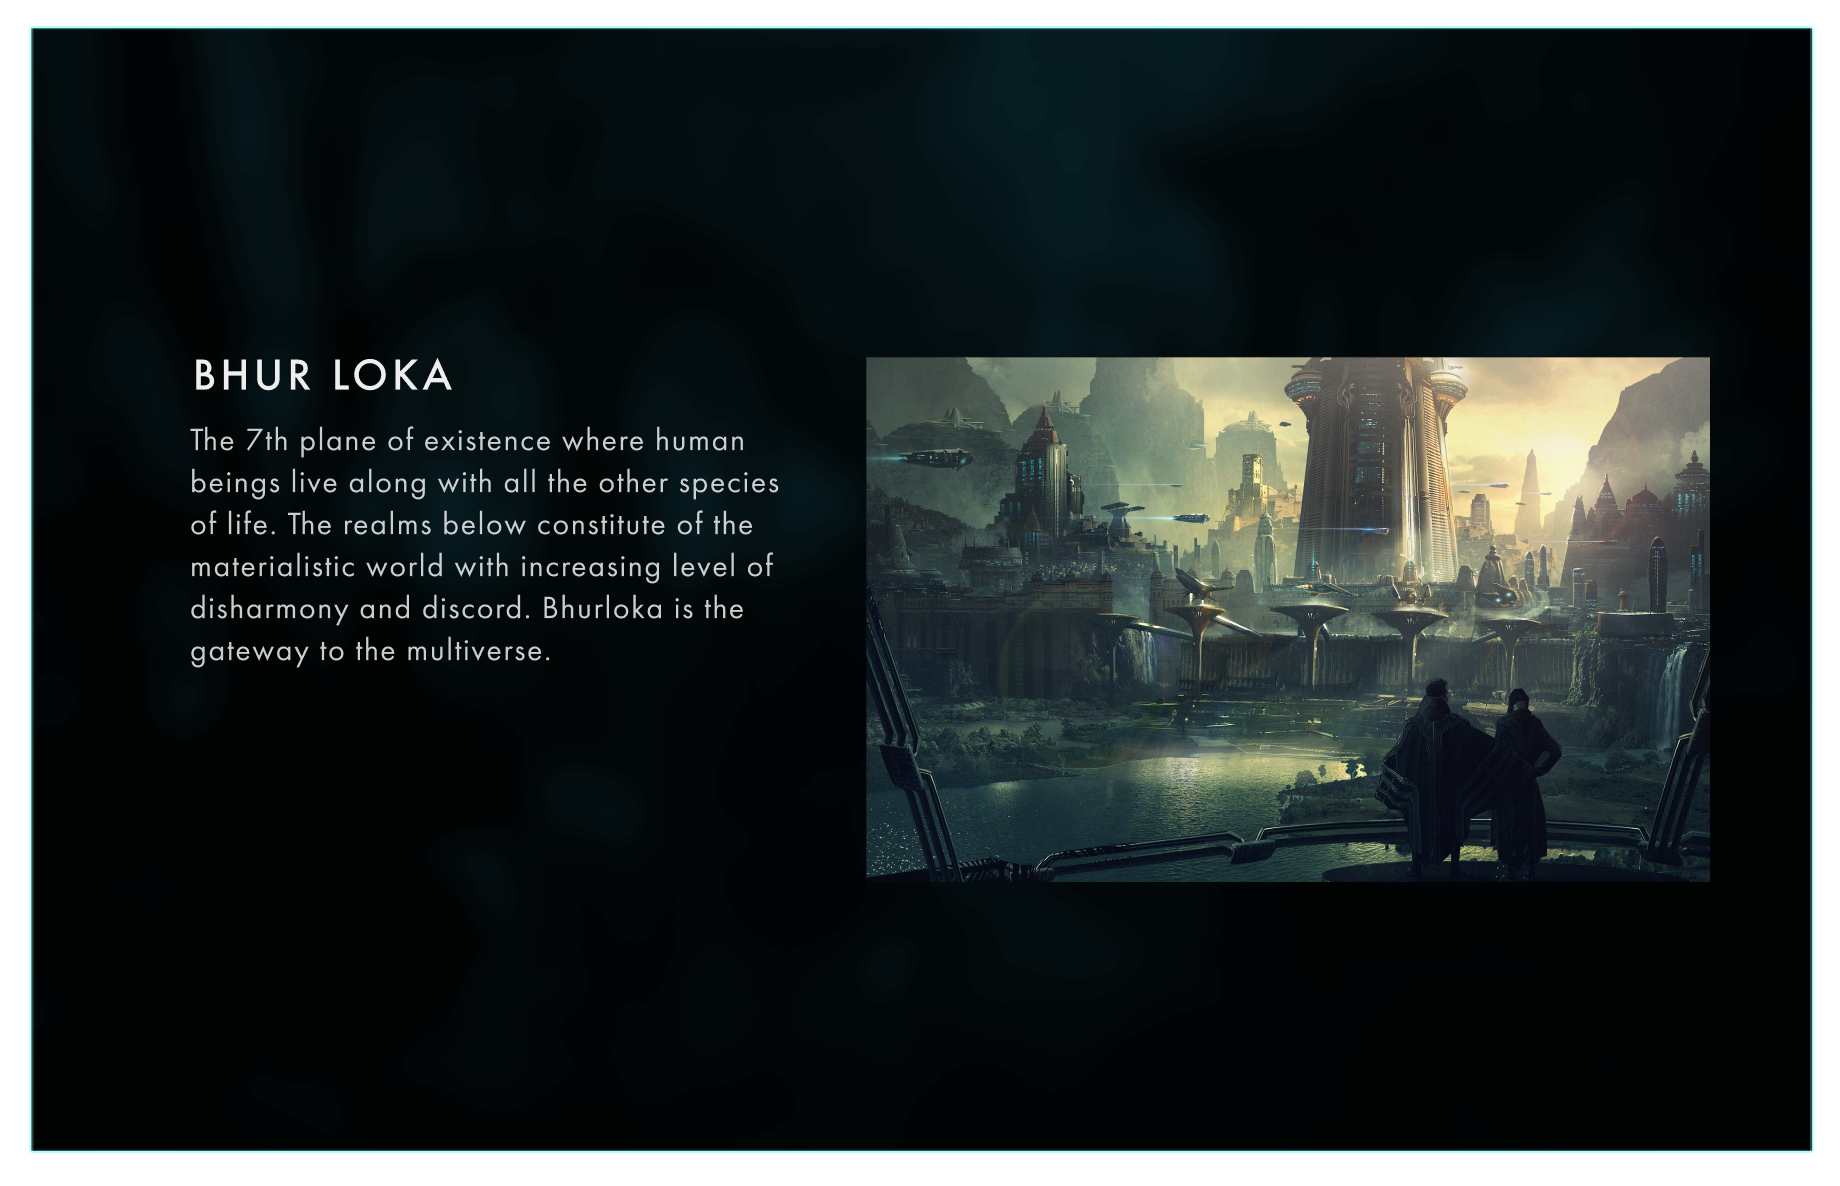 BHUR LOKA
The 7th plane of existence where human
beings live along with all the other species
of life. The realms below constitute of the
materialistic world with increasing level of
disharmony and discord. Bhurloka is the
gateway to the multiverse.